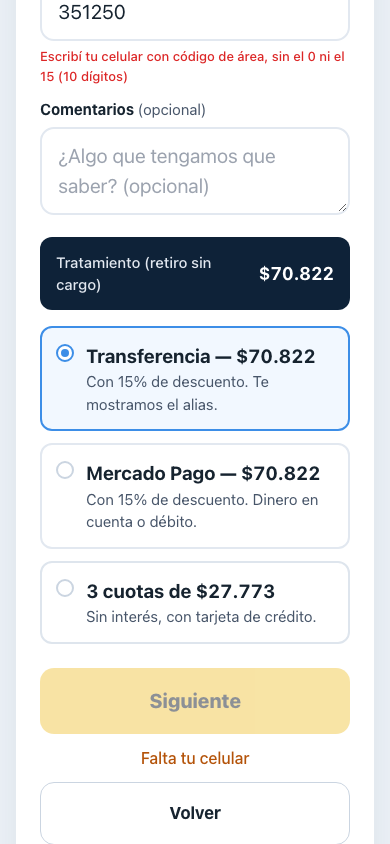 351250
Escribí tu celular con código de área, sin el 0 ni el
15 (10 dígitos)
Comentarios (opcional)
¿Algo que tengamos que
saber? (opcional)
Tratamiento (retiro sin
cargo)
$70.822
Transferencia — $70.822
Con 15% de descuento. Te
mostramos el alias.
Mercado Pago — $70.822
Con 15% de descuento. Dinero en
cuenta o débito.
3 cuotas de $27.773
Sin interés, con tarjeta de crédito.
Siguiente
Falta tu celular
Volver